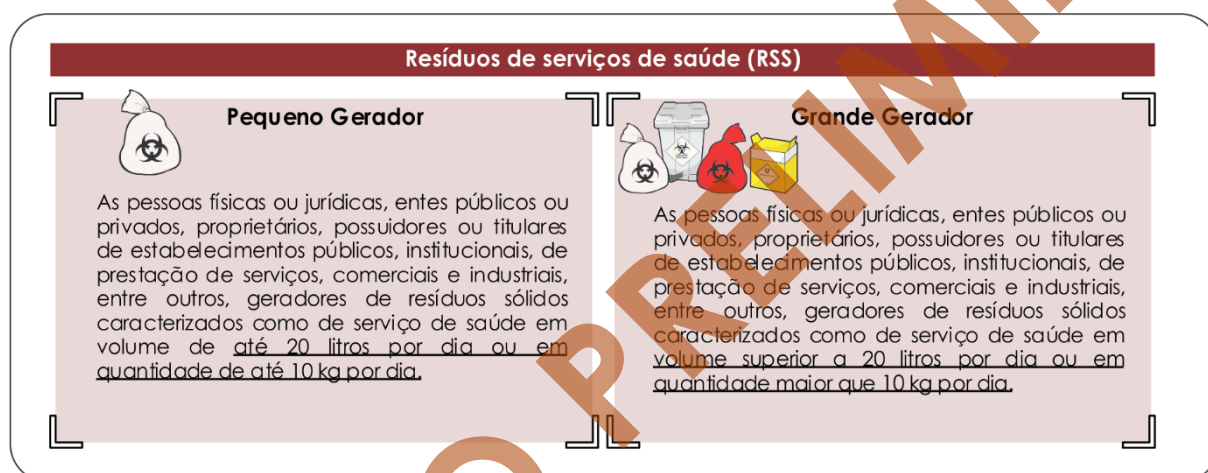 Resíduos de serviços de saúde (RSS)
Pequeno Gerador
As pessoas físicas ou jurídicas, entes públicos ou
privados, proprietários, possuidores ou titulares
de estabelecimentos públicos, institucionais, de
prestação de serviços, comerciais e industriais,
entre outros, geradores de resíduos sólidos
caracterizados como de serviço de saúde em
volume de até 20 litros por dia ou em
quantidade de até 10 kg por dia.
Grande Gerador
As pessoas físicas ou jurídicas, entes públicos ou
privados, proprietários, possuidores ou titulares
de estabelecimentos públicos, institucionais, de
prestação de serviços, comerciais e industriais,
entre outros, geradores de resíduos sólidos
caracterizados como de serviço de saúde em
volume superior a 20 litros por dia ou em
quantidade maior que 10 kg por dia.
O PRELIMI